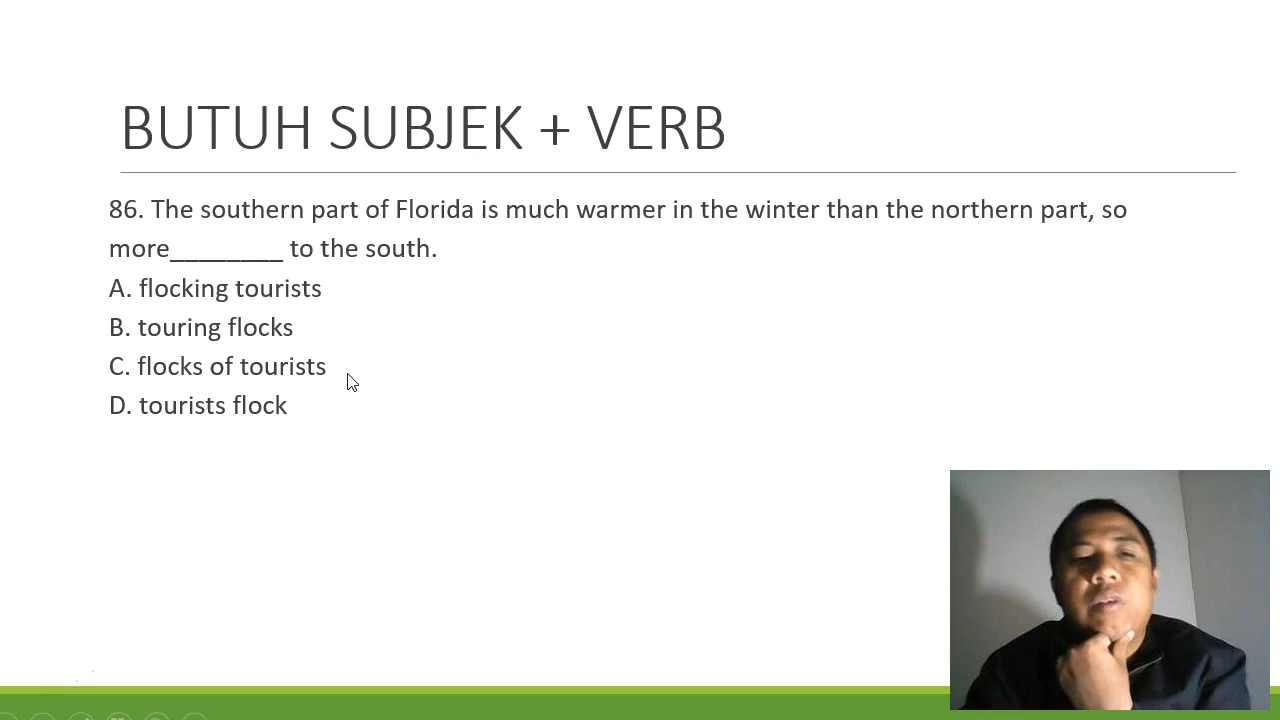 BUTUH SUBJEK + VERB
86. The southern part of Florida is much warmer in the winter than the northern part, so
more________ to the south.
A. flocking tourists
B. touring flocks
C. flocks of tourists
D. tourists flock